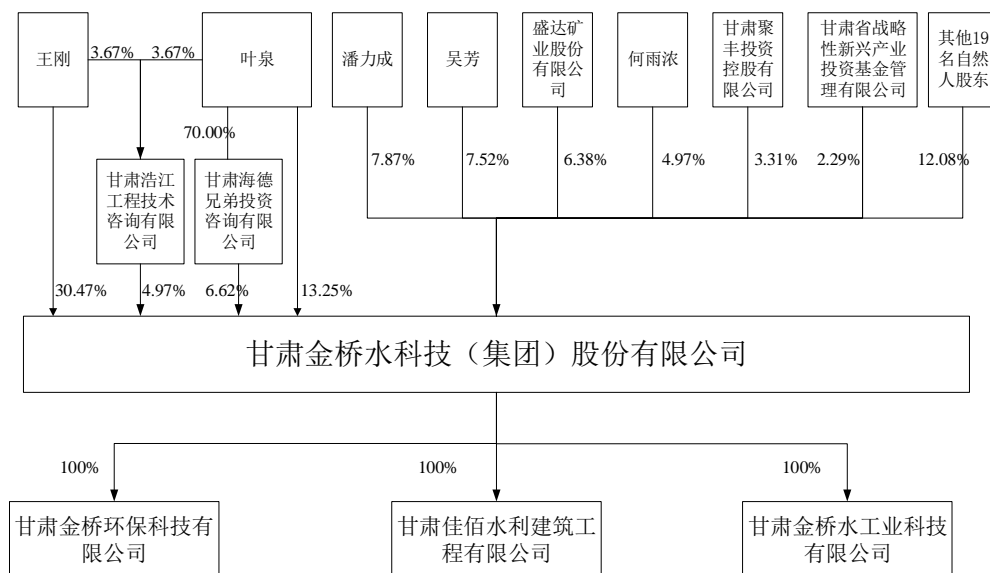 王刚
3.67%
3.67%
叶泉
潘力成
吴芳
盛达矿
业股份
有限公
司
何雨浓
甘肃聚
丰投资
控股有
限公司
甘肃省战略
性新兴产业
投资基金管
理有限公司
其他19
名自然
人股东
70.00%
7.87%
7.52%
6.38%
4.97%
3.31%
2.29%
12.08%
甘肃浩江
工程技术
咨询有限
公司
甘肃海德
兄弟投资
咨询有限
公司
30.47%
4.97%
6.62%
13.25%
甘肃金桥水科技（集团）股份有限公司
100%
100%
100%
甘肃金桥环保科技有
限公司
甘肃佳佰水利建筑工
程有限公司
甘肃金桥水工业科技
有限公司